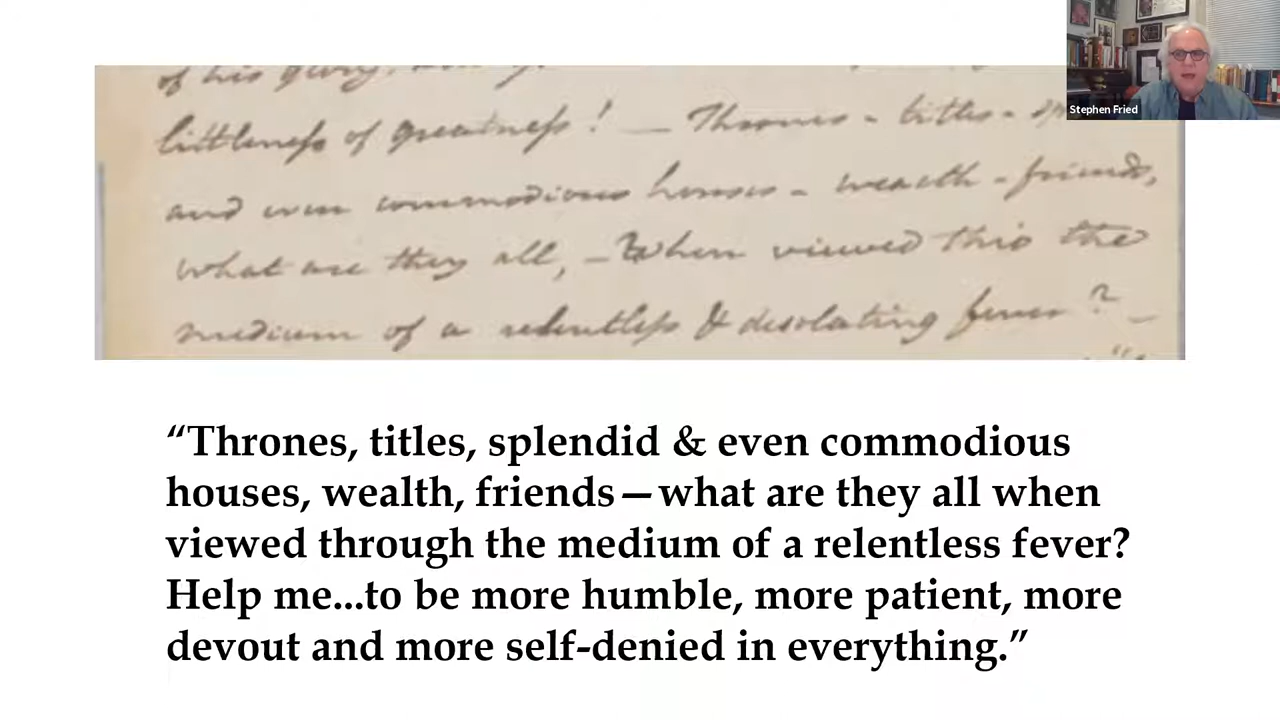 Stephen Fried
of his glory,
littleness of greatness! — Thrones - titles -
and even commodious houses - wealth - friends,
what are they all, – When viewed thro the
medium of a relentless & desolating fever? –
“Thrones, titles, splendid & even commodious
houses, wealth, friends—what are they all when
viewed through the medium of a relentless fever?
Help me...to be more humble, more patient, more
devout and more self-denied in everything.”